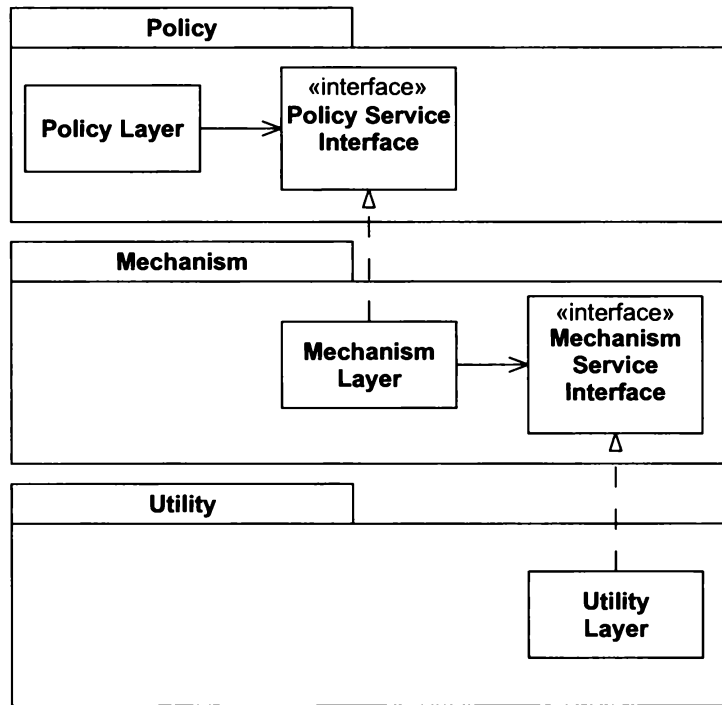 Policy
Policy Layer
«interface»
Policy Service
Interface
Mechanism
Mechanism
Layer
«interface»
Mechanism
Service
Interface
Utility
Utility
Layer